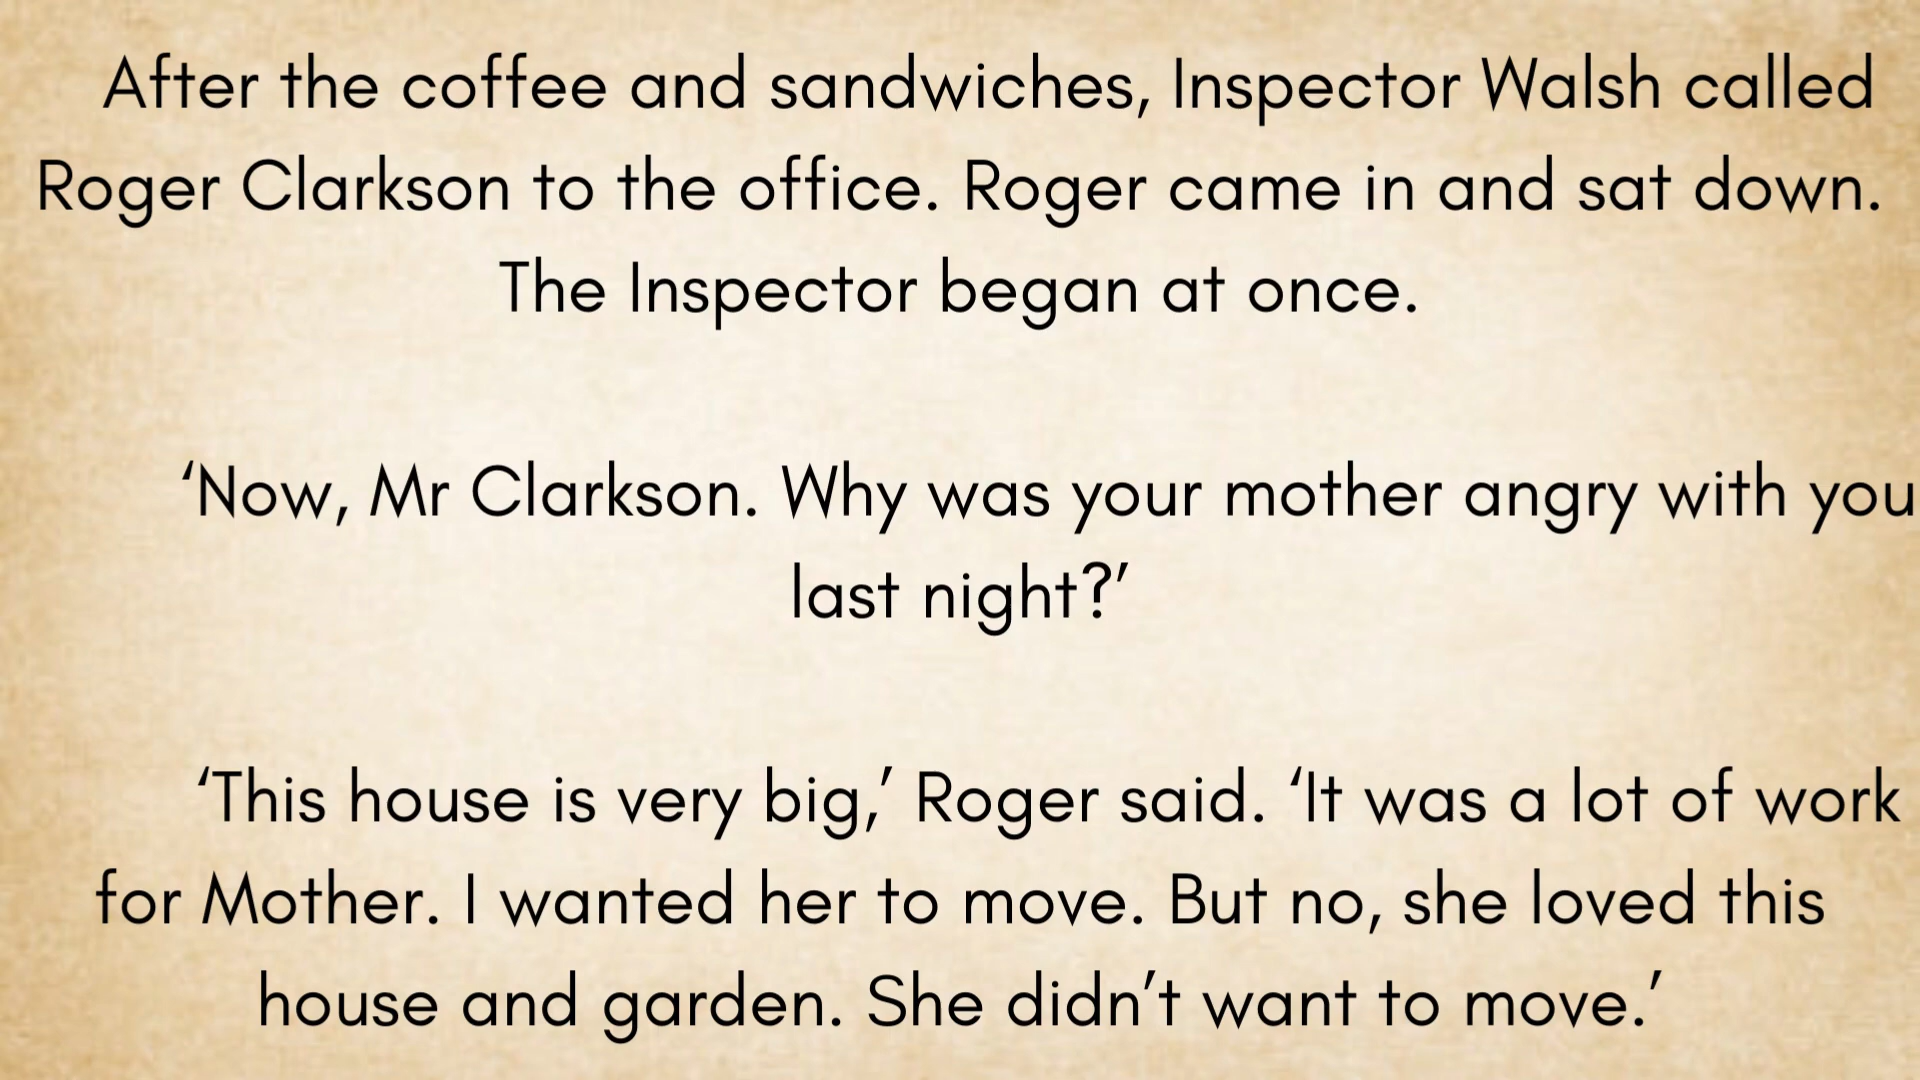 After the coffee and sandwiches, Inspector Walsh called
Roger Clarkson to the office. Roger came in and sat down.
The Inspector began at once.
‘Now, Mr Clarkson. Why was your mother angry with you
last night?’
‘This house is very big,’ Roger said. ‘It was a lot of work
for Mother. I wanted her to move. But no, she loved this
house and garden. She didn’t want to move.’